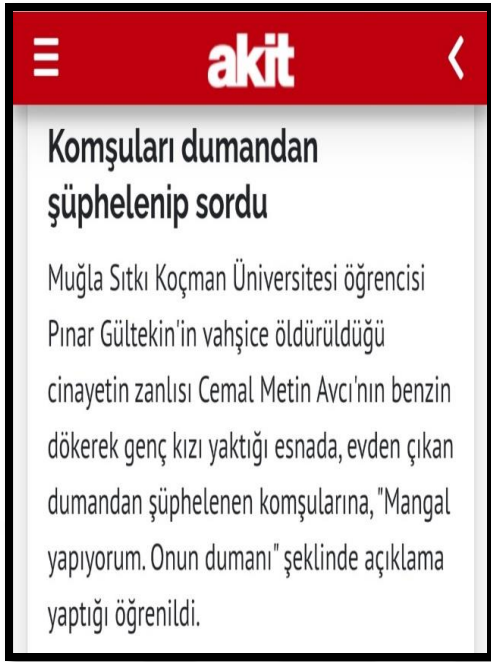 akit
Komşuları dumandan
şüphelenip sordu
Muğla Sıtkı Koçman Üniversitesi öğrencisi
Pınar Gültekin'in vahşice öldürüldüğü
cinayetin zanlısı Cemal Metin Avcı'nın benzin
dökerek genç kızı yaktığı esnada, evden çıkan
dumandan şüphelenen komşularına, "Mangal
yapıyorum. Onun dumanı" şeklinde açıklama
yaptığı öğrenildi.